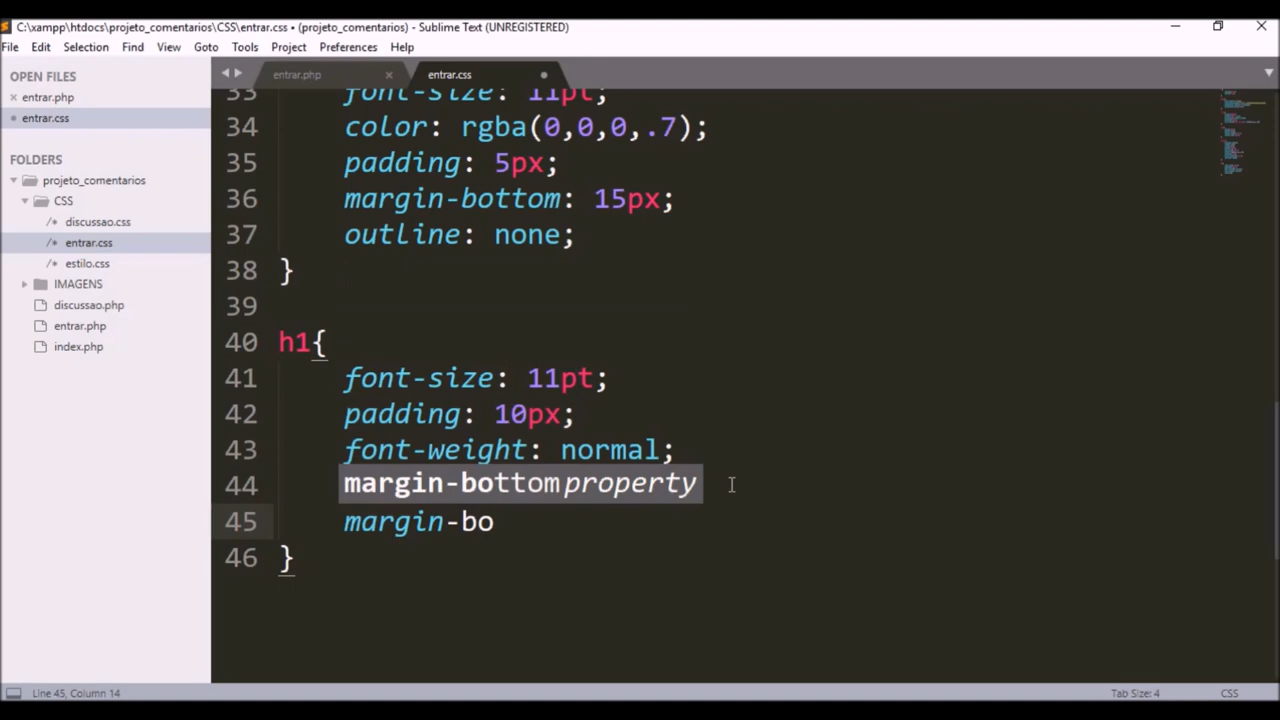 C:\xampp\htdocs\projeto_comentarios\CSS\entrar.css • (projeto_comentarios) - Sublime Text (UNREGISTERED)
File Edit Selection Find View Goto Tools Project Preferences Help
OPEN FILES
entrar.php
entrar.css
FOLDERS
projeto_comentarios
CSS
/* discussao.css
/* entrar.css
/* estilo.css
IMAGENS
discussao.php
entrar.php
index.php
entrar.php
entrar.css
33 font-size: 11pt;
34 color: rgba(0,0,0,.7);
35 padding: 5px;
36 margin-bottom: 15px;
37 outline: none;
38 }
39
40 h1{
41 font-size: 11pt;
42 padding: 10px;
43 font-weight: normal;
44 margin-bottom property
45 margin-bo
46 }
Line 45, Column 14
Tab Size: 4
CSS